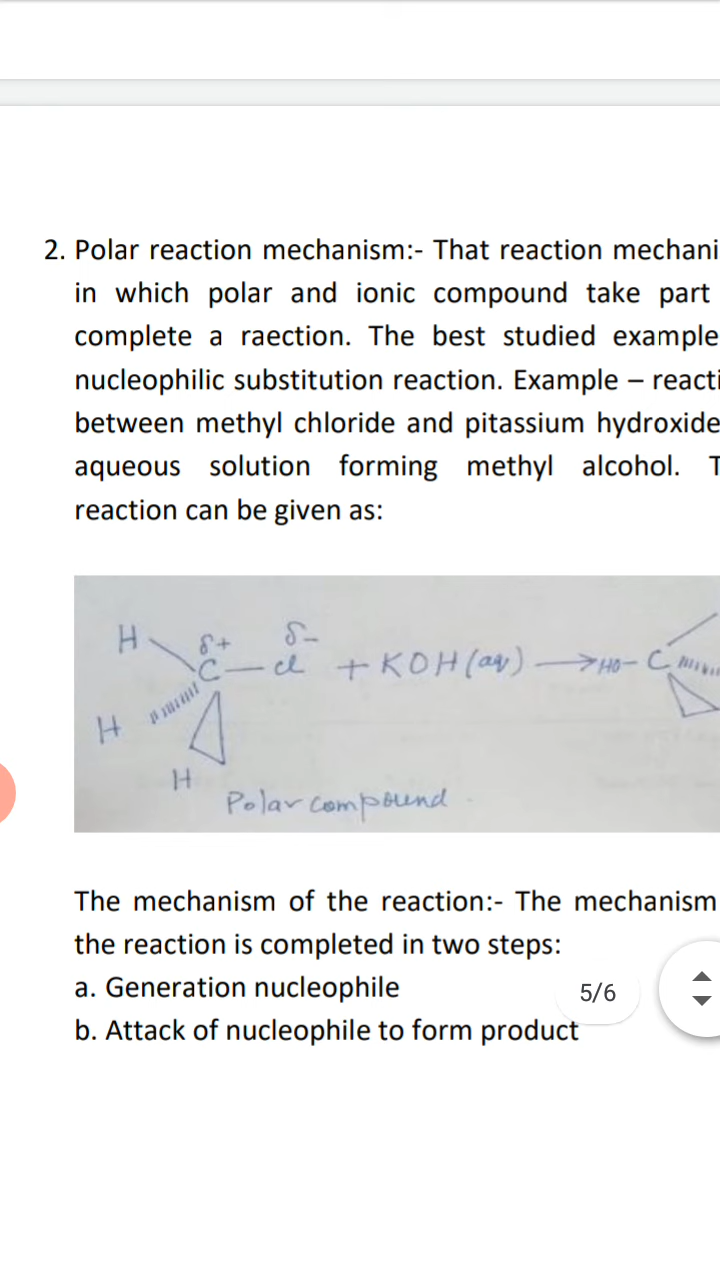 2. Polar reaction mechanism:- That reaction mechani
in which polar and ionic compound take part
complete a raection. The best studied example
nucleophilic substitution reaction. Example – reacti
between methyl chloride and pitassium hydroxide
aqueous solution forming methyl alcohol. T
reaction can be given as:
H δ+ δ-
C – cl + KOH (aq) → HO – C
H
H
Polar compound
The mechanism of the reaction:- The mechanism
the reaction is completed in two steps:
a. Generation nucleophile
5/6
b. Attack of nucleophile to form product